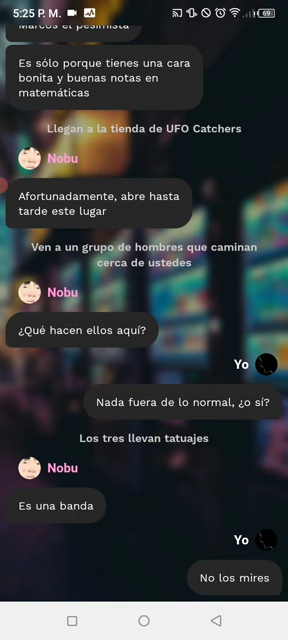 5:25 P. M.
69
Marcos el pesimista
Es sólo porque tienes una cara
bonita y buenas notas en
matemáticas
Llegan a la tienda de UFO Catchers
Nobu
Afortunadamente, abre hasta
tarde este lugar
Ven a un grupo de hombres que caminan
cerca de ustedes
Nobu
¿Qué hacen ellos aquí?
Yo
Nada fuera de lo normal, ¿o sí?
Los tres llevan tatuajes
Nobu
Es una banda
Yo
No los mires